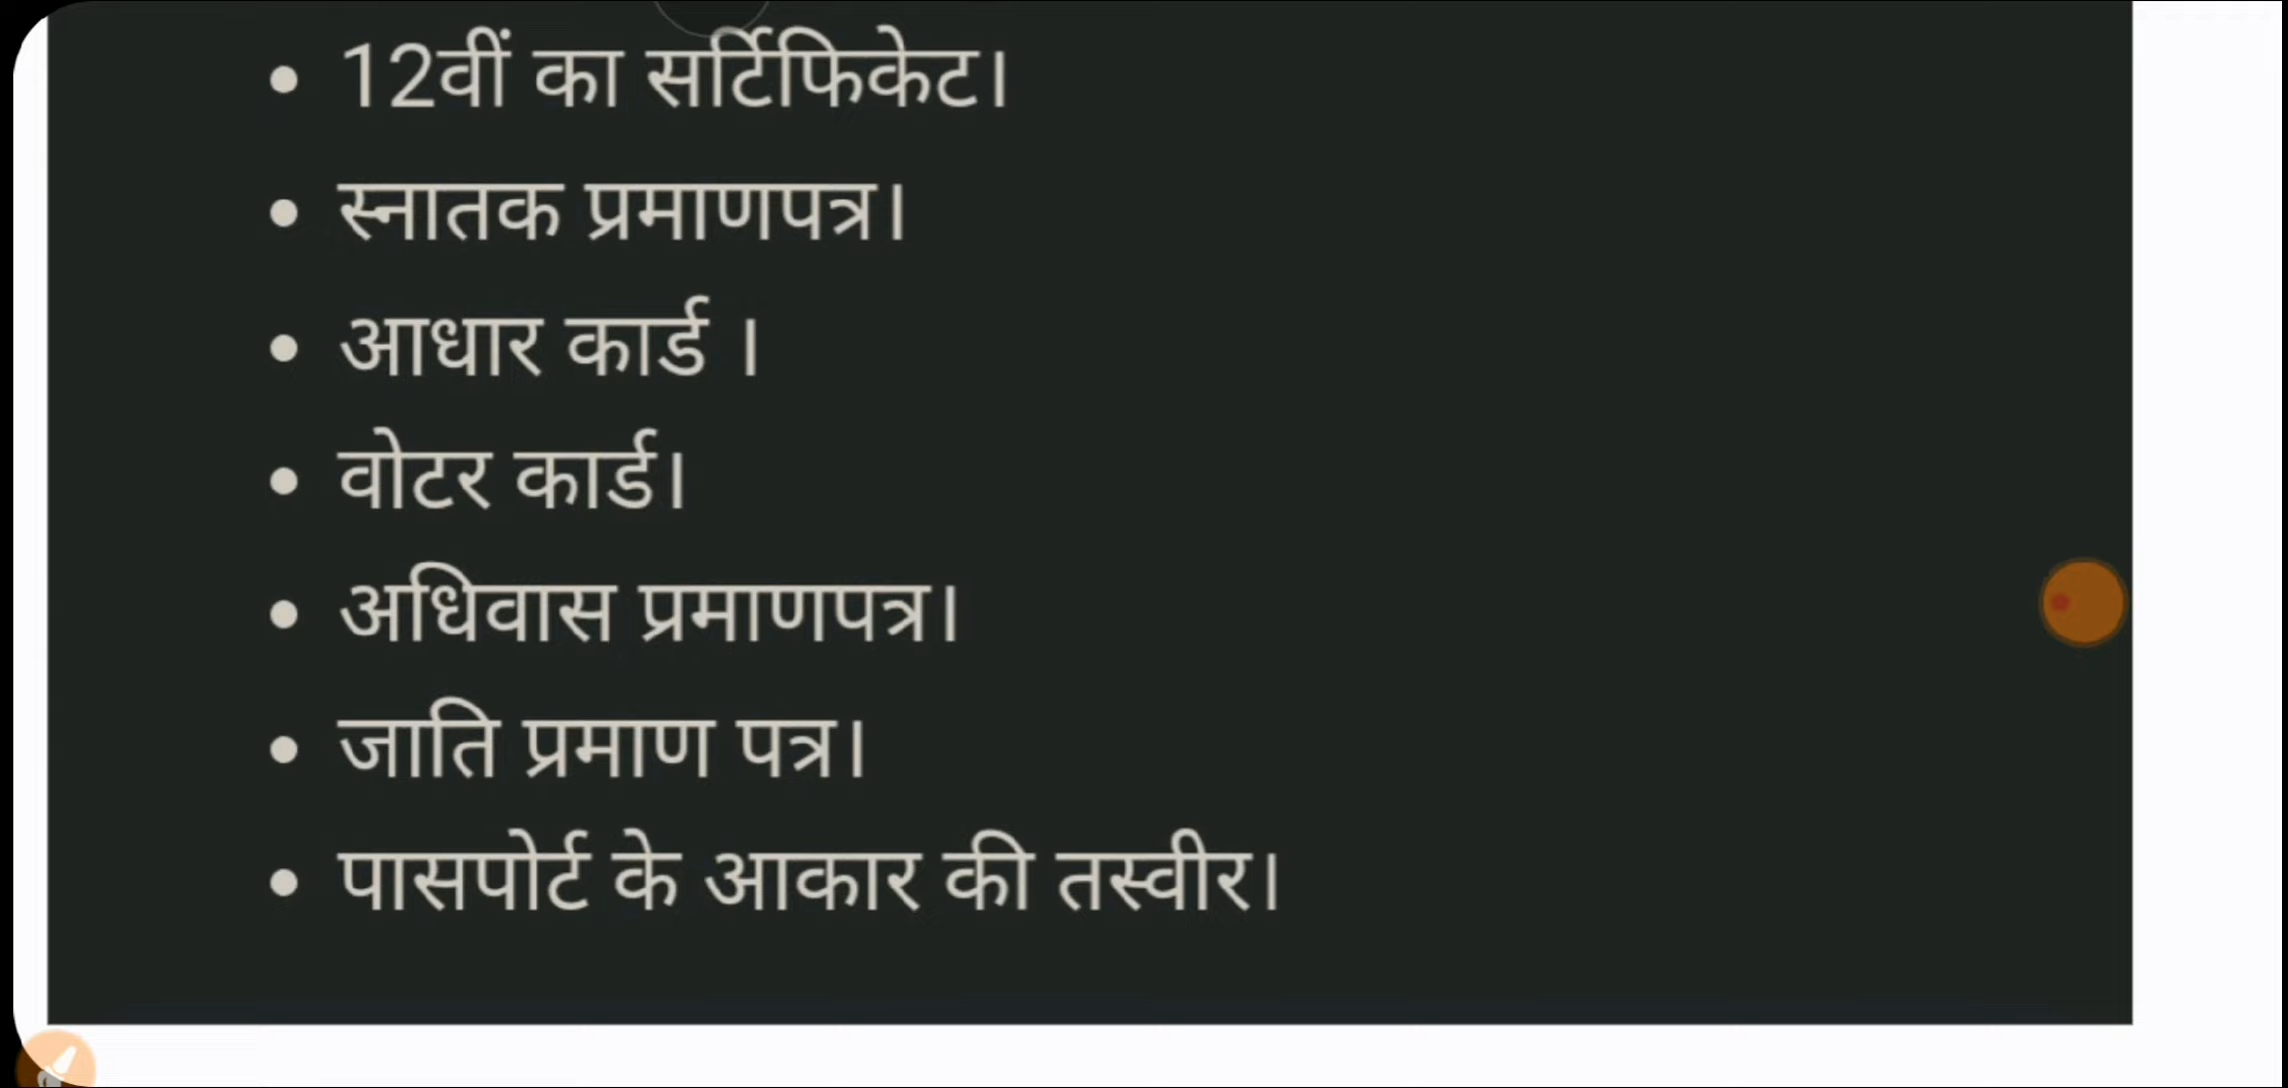 • 12वीं का सर्टिफिकेट।
• स्नातक प्रमाणपत्र।
• आधार कार्ड ।
• वोटर कार्ड।
• अधिवास प्रमाणपत्र।
• जाति प्रमाण पत्र।
• पासपोर्ट के आकार की तस्वीर।